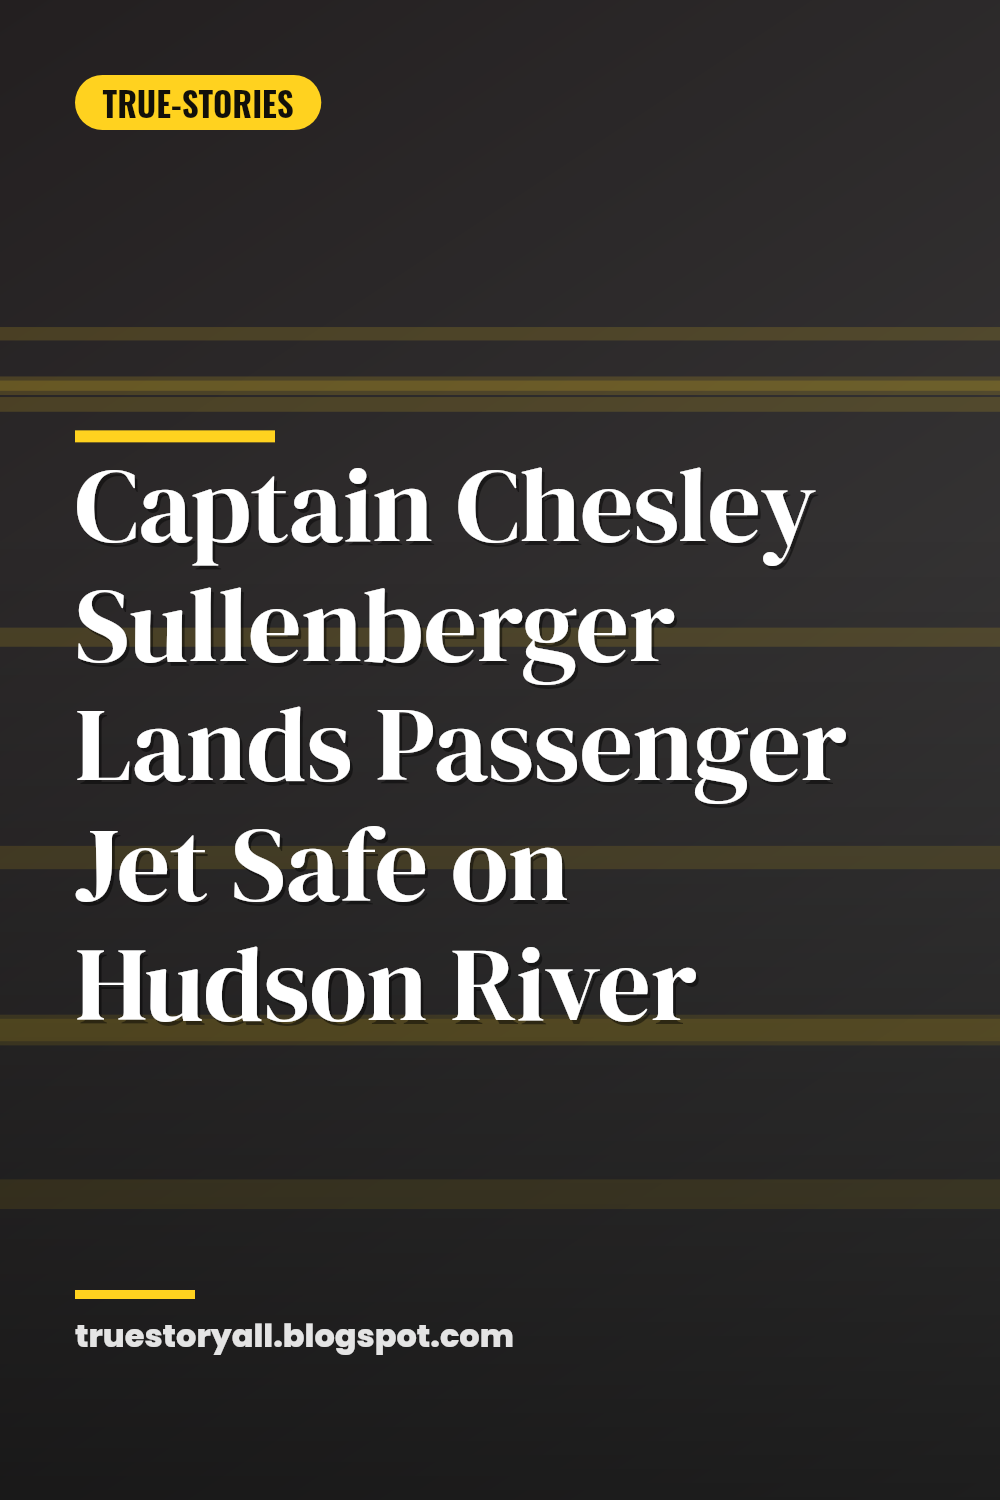 TRUE-STORIES
Captain Chesley
Sullenberger
Lands Passenger
Jet Safe on
Hudson River
truestoryall.blogspot.com